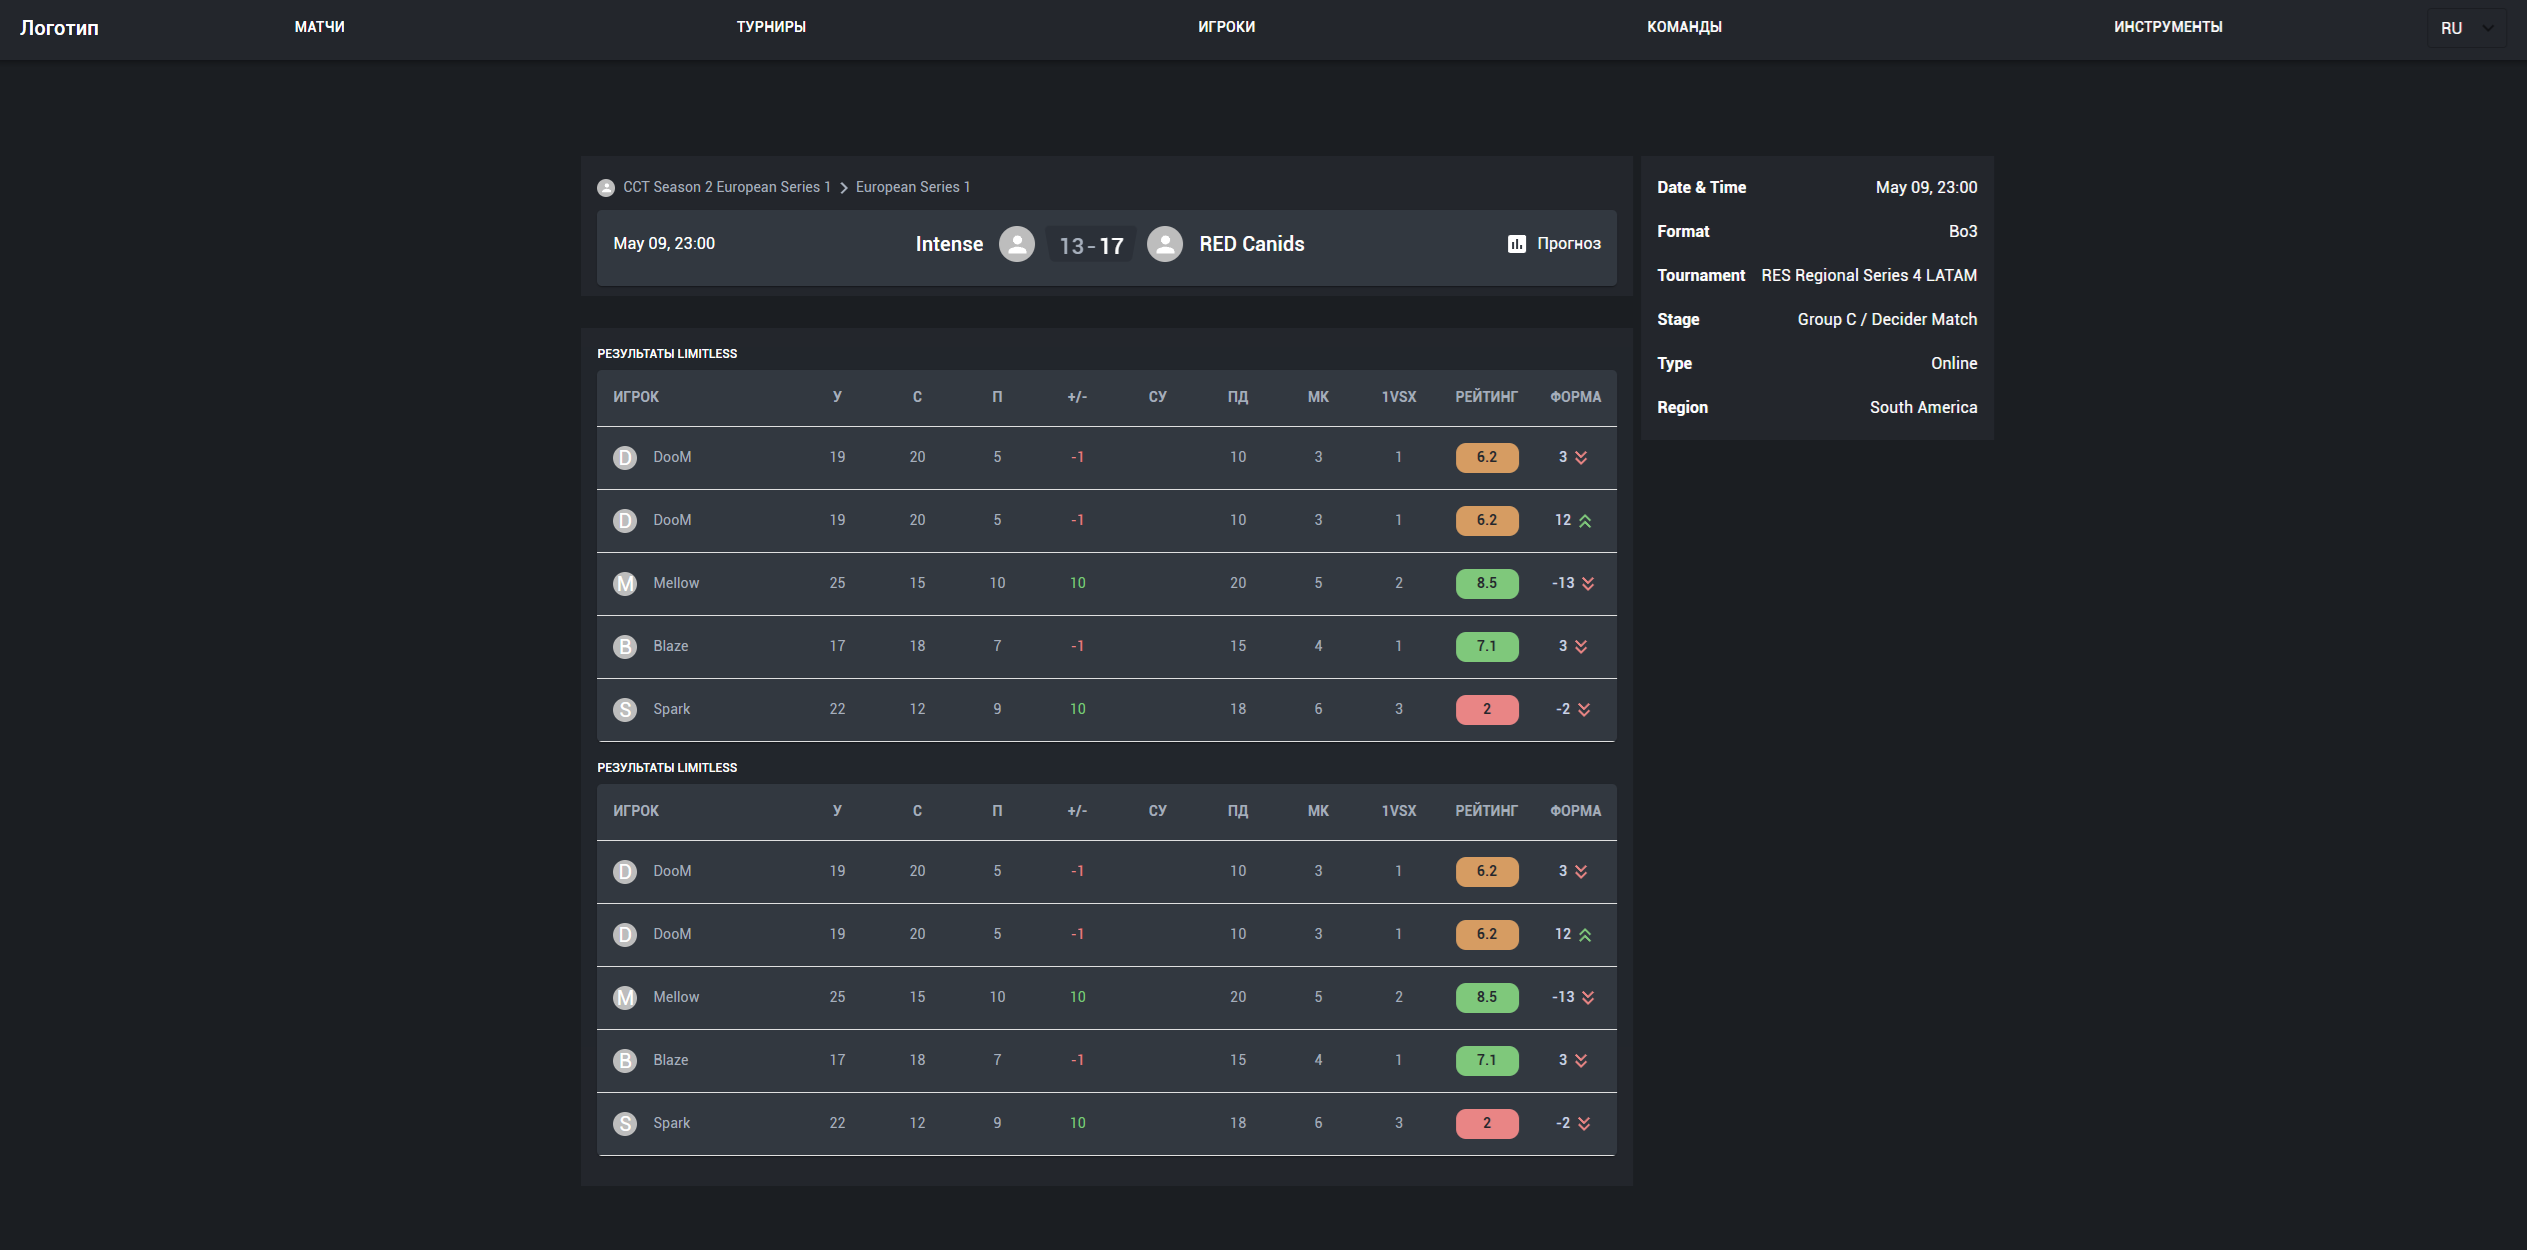 Логотип МАТЧИ ТУРНИРЫ ИГРОКИ КОМАНДЫ ИНСТРУМЕНТЫ RU
CCT Season 2 European Series 1 > European Series 1
May 09, 23:00 Intense 13-17 RED Canids Прогноз
РЕЗУЛЬТАТЫ LIMITLESS
ИГРОК У С П +/- СУ ПД МК 1VSX РЕЙТИНГ ФОРМА
D DooM 19 20 5 -1 10 3 1 6.2 3
D DooM 19 20 5 -1 10 3 1 6.2 12
M Mellow 25 15 10 10 20 5 2 8.5 -13
B Blaze 17 18 7 -1 15 4 1 7.1 3
S Spark 22 12 9 10 18 6 3 2 -2
РЕЗУЛЬТАТЫ LIMITLESS
ИГРОК У С П +/- СУ ПД МК 1VSX РЕЙТИНГ ФОРМА
D DooM 19 20 5 -1 10 3 1 6.2 3
D DooM 19 20 5 -1 10 3 1 6.2 12
M Mellow 25 15 10 10 20 5 2 8.5 -13
B Blaze 17 18 7 -1 15 4 1 7.1 3
S Spark 22 12 9 10 18 6 3 2 -2
Date & Time May 09, 23:00
Format Bo3
Tournament RES Regional Series 4 LATAM
Stage Group C / Decider Match
Type Online
Region South America